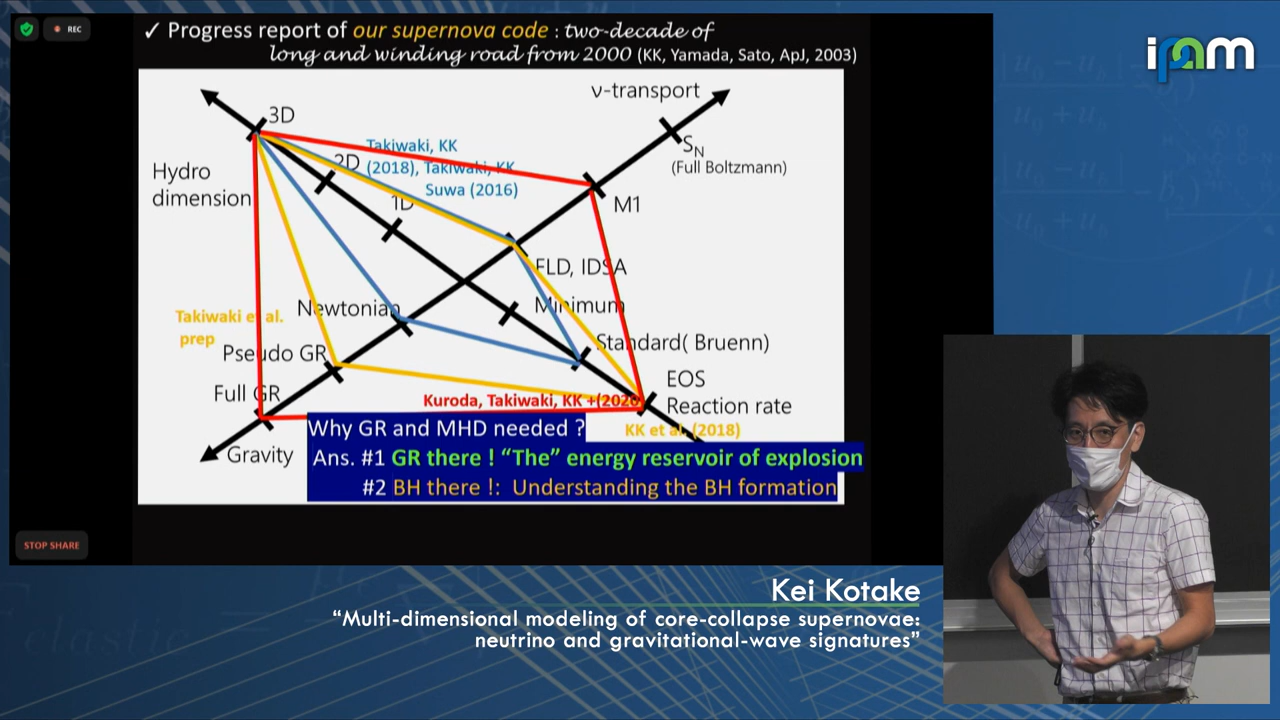 REC
ipam
✓ Progress report of our supernova code : two-decade of
long and winding road from 2000 (KK, Yamada, Sato, ApJ, 2003)
ν-transport
3D
S_N
(Full Boltzmann)
Takiwaki, KK
2D
(2018), Takiwaki, KK
Hydro
dimension
Suwa (2016)
1D
M1
FLD, IDSA
Newtonian
Minimum
Takiwaki et al.
prep
Standard( Bruenn)
Pseudo GR
EOS
Full GR
Kuroda, Takiwaki, KK +(2020
Reaction rate
Why GR and MHD needed ?
KK et al. (2018)
Gravity
Ans. #1 GR there ! “The” energy reservoir of explosion
#2 BH there !: Understanding the BH formation
STOP SHARE
Kei Kotake
“Multi-dimensional modeling of core-collapse supernovae:
neutrino and gravitational-wave signatures”